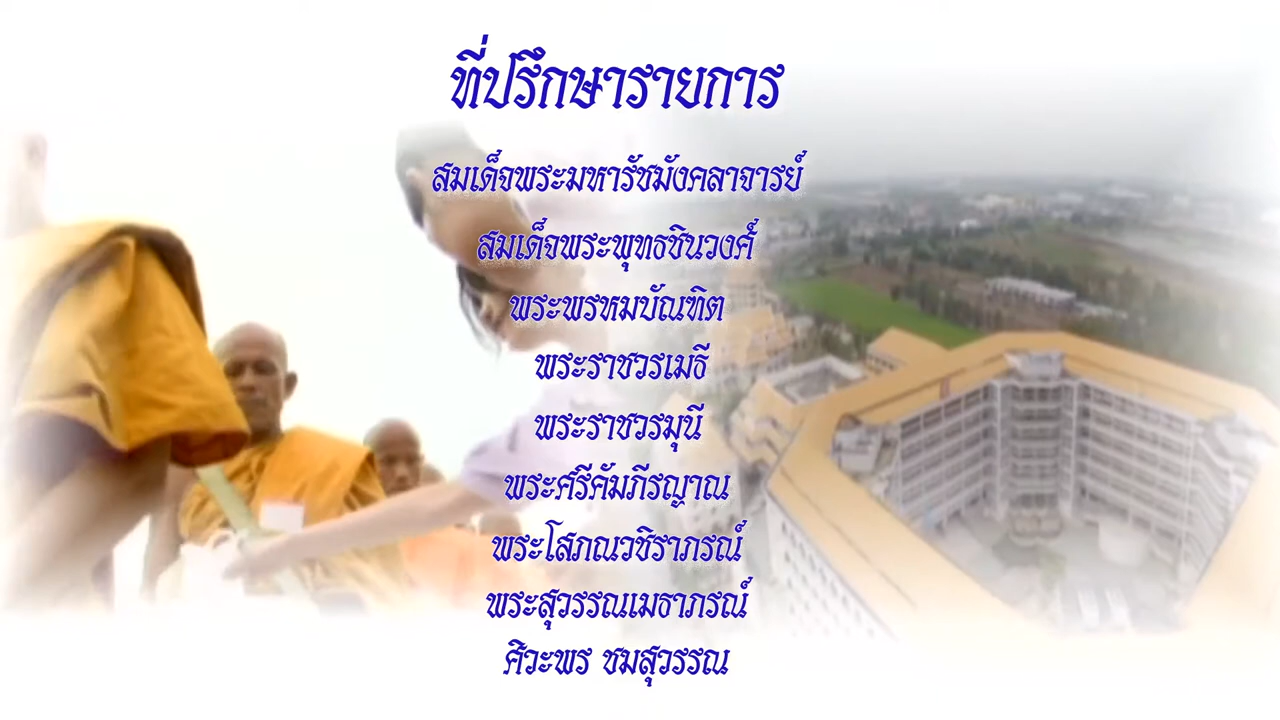 ที่ปรึกษารายการ
สมเด็จพระมหารัชมังคลาจารย์
สมเด็จพระพุทธชินวงศ์
พระพรหมบัณฑิต
พระราชวรเมธี
พระราชวรมุนี
พระศรีคัมภีรญาณ
พระโสภณวชิราภรณ์
พระสุวรรณเมธาภรณ์
ศิวะพร ชมสุวรรณ